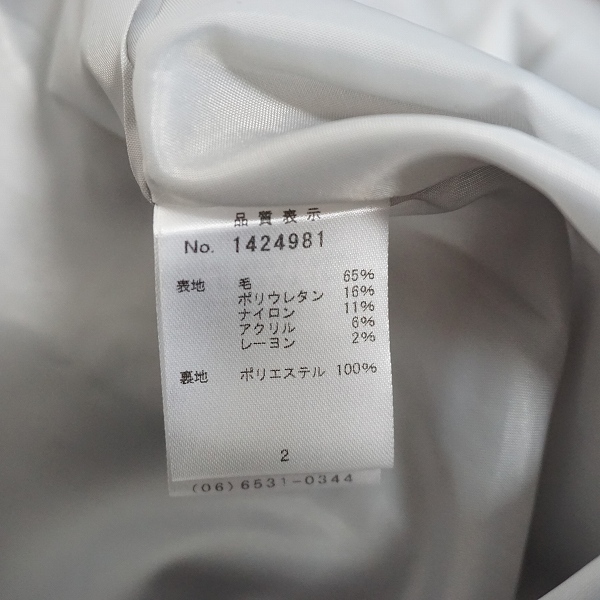 品質表示
No. 1424981
表地 毛 65%
ポリウレタン 16%
ナイロン 11%
アクリル 6%
レーヨン 2%
裏地 ポリエステル 100%
2
(06)6531-0344